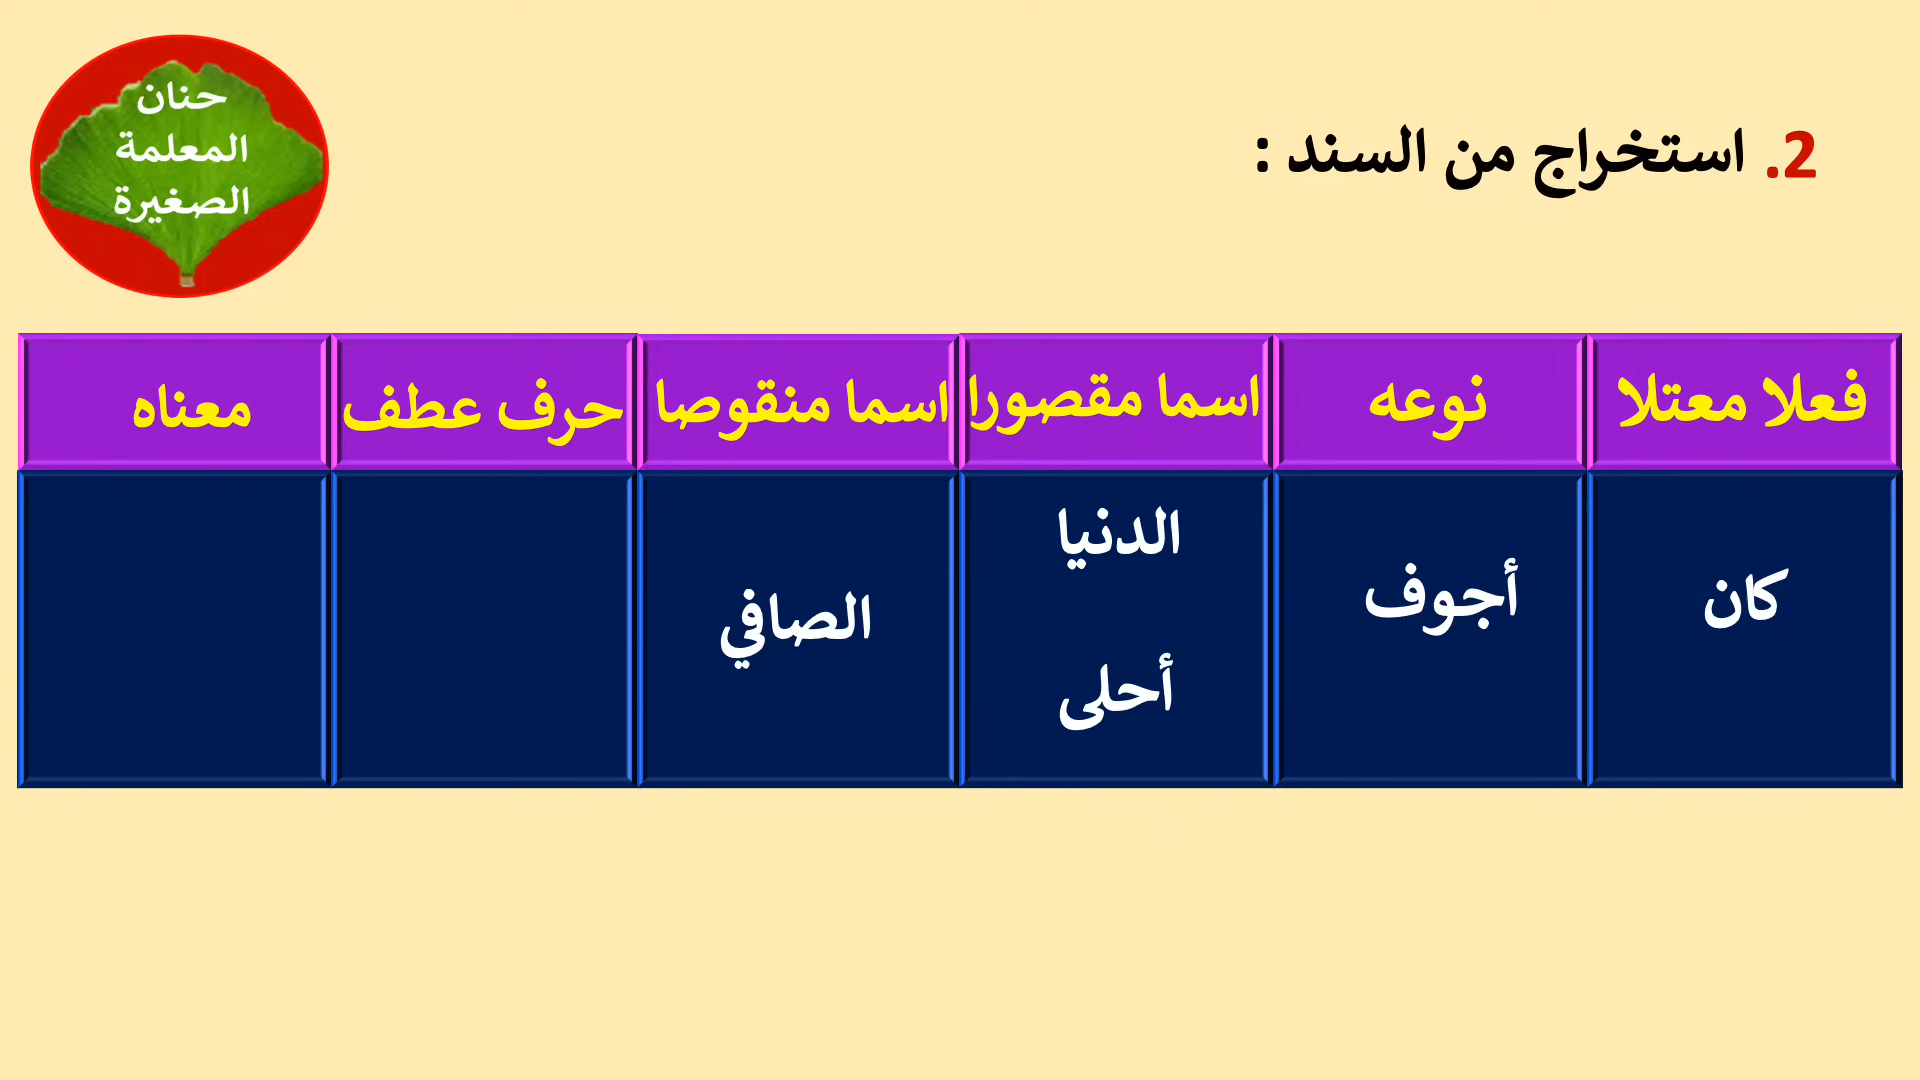 حنان
المعلمة
الصغيرة
2. استخراج من السند :
فعلا معتلا نوعه اسما مقصورا اسما منقوصا حرف عطف معناه
كان أجوف الدنيا الصافي
أحلى